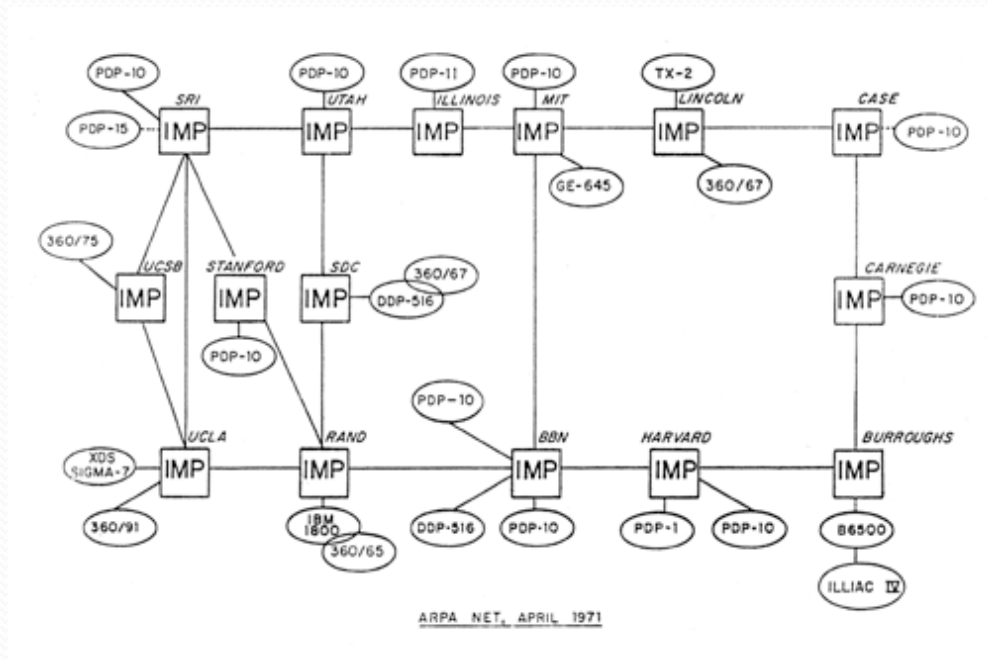 PDP-10
PDP-10
PDP-11
PDP-10
TX-2
SRI
UTAH
ILLINOIS
MIT
LINCOLN
CASE
PDP-15
IMP
IMP
IMP
IMP
IMP
IMP
PDP-10
GE-645
360/67
360/75
UCSB
STANFORD
SDC
360/67
CARNEGIE
IMP
IMP
IMP
DDP-516
IMP
PDP-10
PDP-10
PDP-10
UCLA
RAND
BBN
HARVARD
BURROUGHS
XDS
SIGMA-7
IMP
IMP
IMP
IMP
IMP
360/91
IBM
1800
360/65
DDP-516
PDP-10
PDP-1
PDP-10
B6500
ILLIAC IV
ARPA NET, APRIL 1971